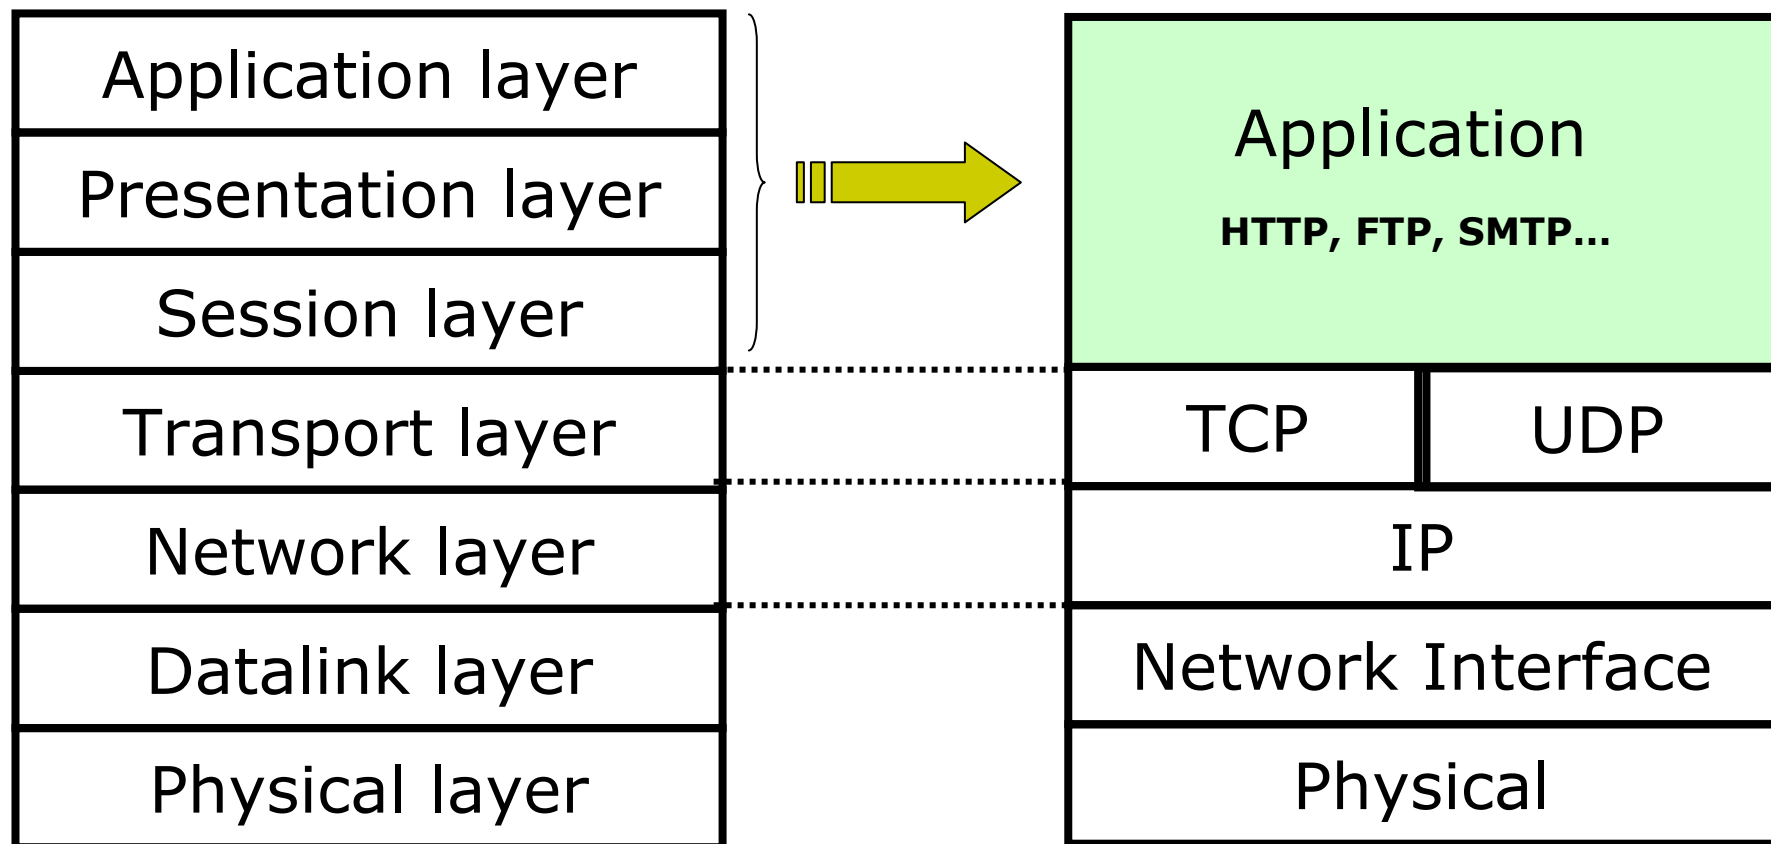 Application layer
Presentation layer
Session layer
Transport layer
Network layer
Datalink layer
Physical layer
Application
HTTP, FTP, SMTP...
TCP
UDP
IP
Network Interface
Physical